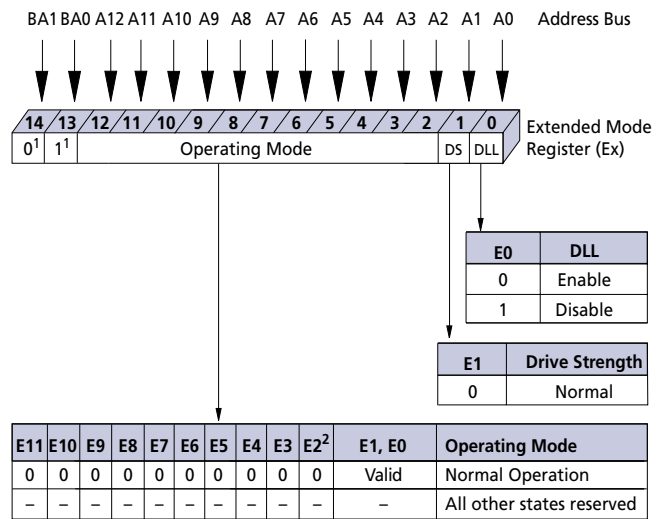 BA1 BA0 A12 A11 A10 A9 A8 A7 A6 A5 A4 A3 A2 A1 A0 Address Bus
14 13 12 11 10 9 8 7 6 5 4 3 2 1 0
Extended Mode
Register (Ex)
0¹ 1¹ Operating Mode DS DLL
E0 DLL
0 Enable
1 Disable
E1 Drive Strength
0 Normal
E11 E10 E9 E8 E7 E6 E5 E4 E3 E2² E1, E0 Operating Mode
0 0 0 0 0 0 0 0 0 0 Valid Normal Operation
– – – – – – – – – – – All other states reserved